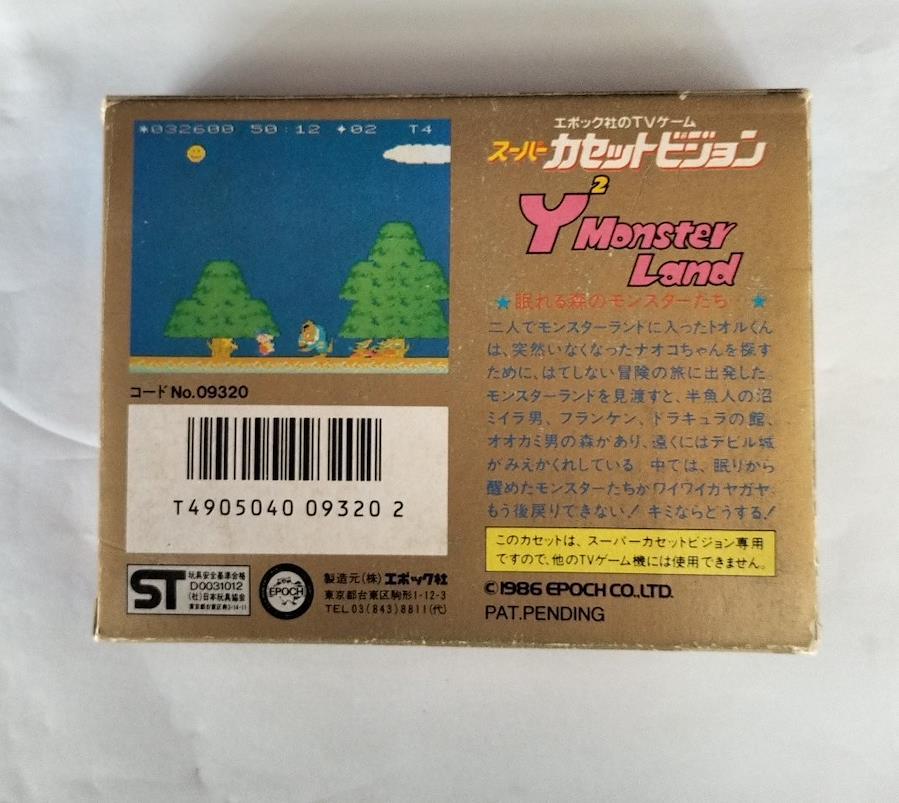 *032600 50:12 ✦02 T4
コードNo.09320
T4905040 09320 2
ST
玩具安全基準合格
D0031012
(社)日本玩具協会
東京都台東区駒形3-14-11
EPOCH
製造元(株)エポック社
東京都台東区駒形1-12-3
TEL03(843)8811(代)
エポック社のTVゲーム
スーパーカセットビジョン
Y2 Monster
Land
★眠れる森のモンスターたち★
二人でモンスターランドに入ったトオルくん
は、突然いなくなったナオコちゃんを探す
ために、はてしない冒険の旅に出発した。
モンスターランドを見渡すと、半魚人の沼
ミイラ男、フランケン、ドラキュラの館、
オオカミ男の森があり、遠くにはデビル城
がみえかくれしている。中では、眠りから
醒めたモンスターたちがワイワイガヤガヤ。
もう後戻りできない!キミならどうする!
このカセットは、スーパーカセットビジョン専用
ですので、他のTVゲーム機には使用できません。
©1986 EPOCH CO.,LTD.
PAT.PENDING